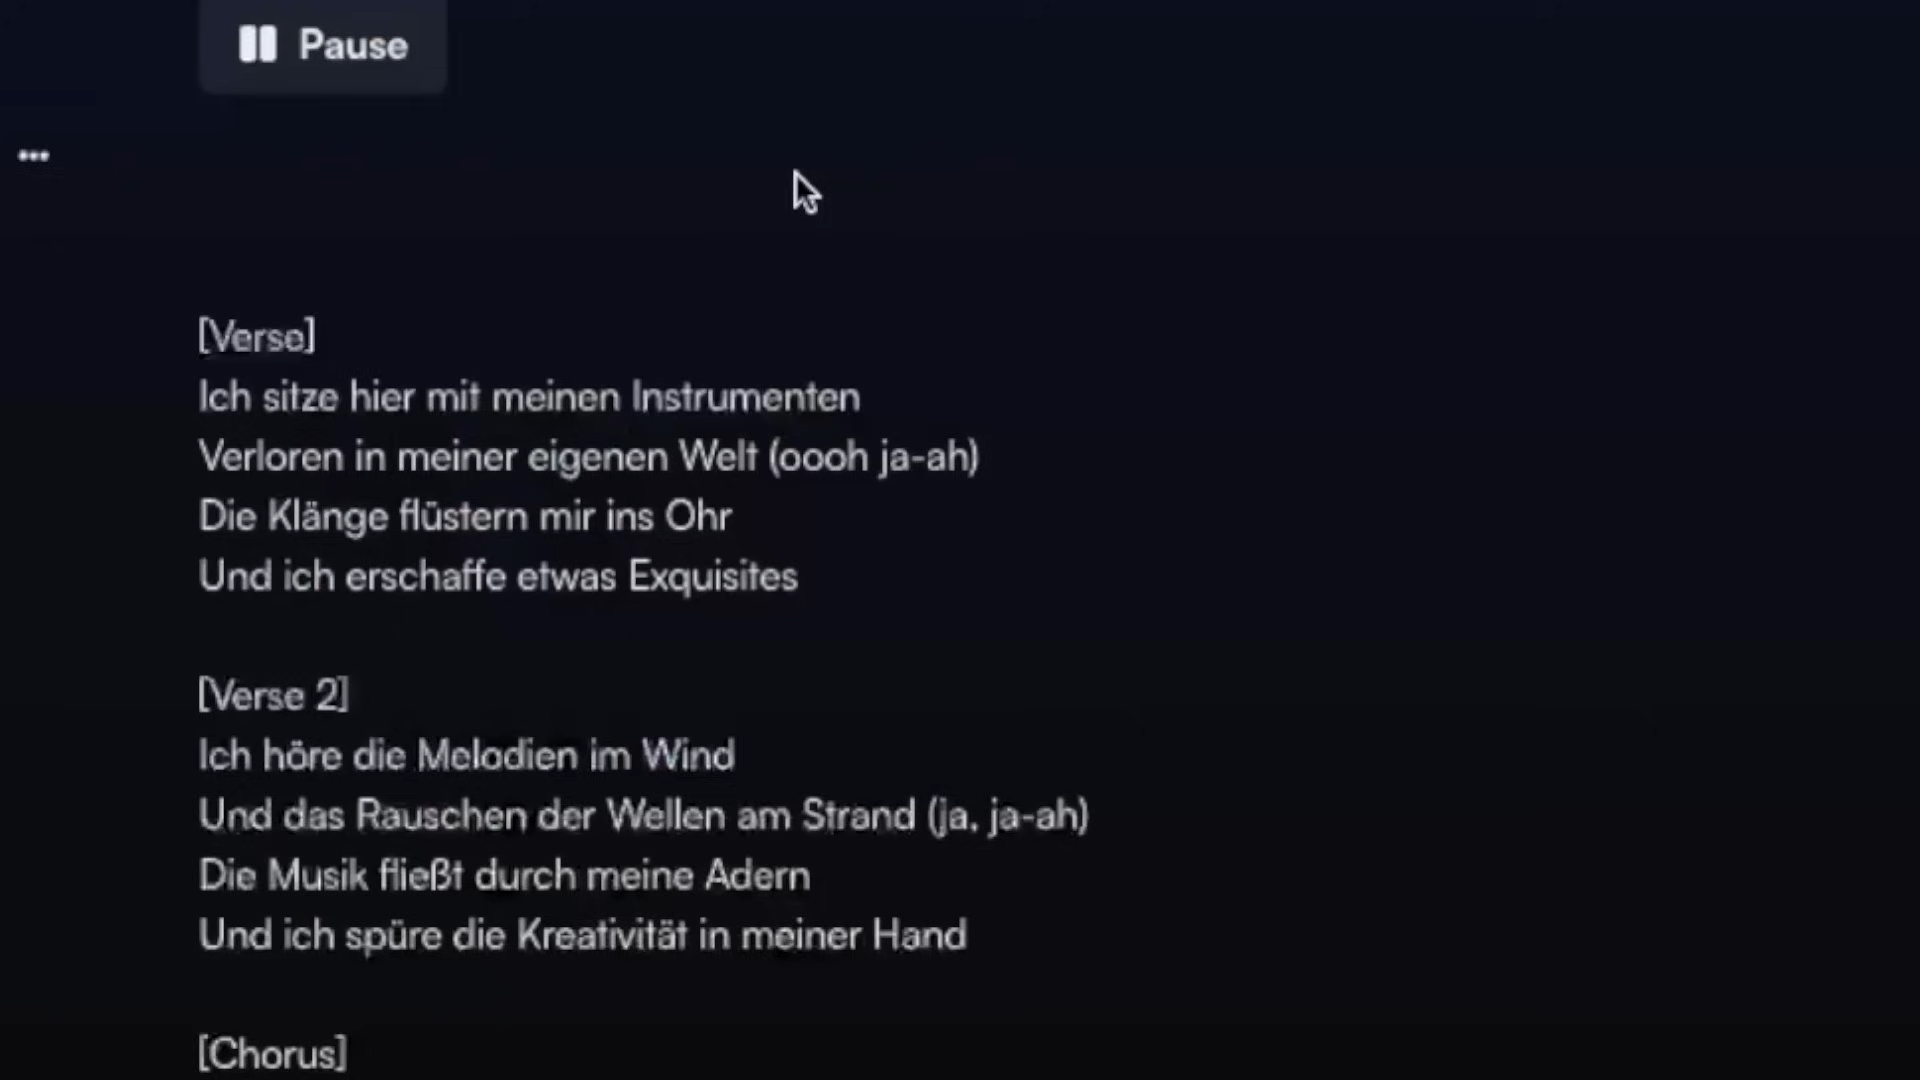 Pause
[Verse]
Ich sitze hier mit meinen Instrumenten
Verloren in meiner eigenen Welt (oooh ja-ah)
Die Klänge flüstern mir ins Ohr
Und ich erschaffe etwas Exquisites
[Verse 2]
Ich höre die Melodien im Wind
Und das Rauschen der Wellen am Strand (ja, ja-ah)
Die Musik fließt durch meine Adern
Und ich spüre die Kreativität in meiner Hand
[Chorus]